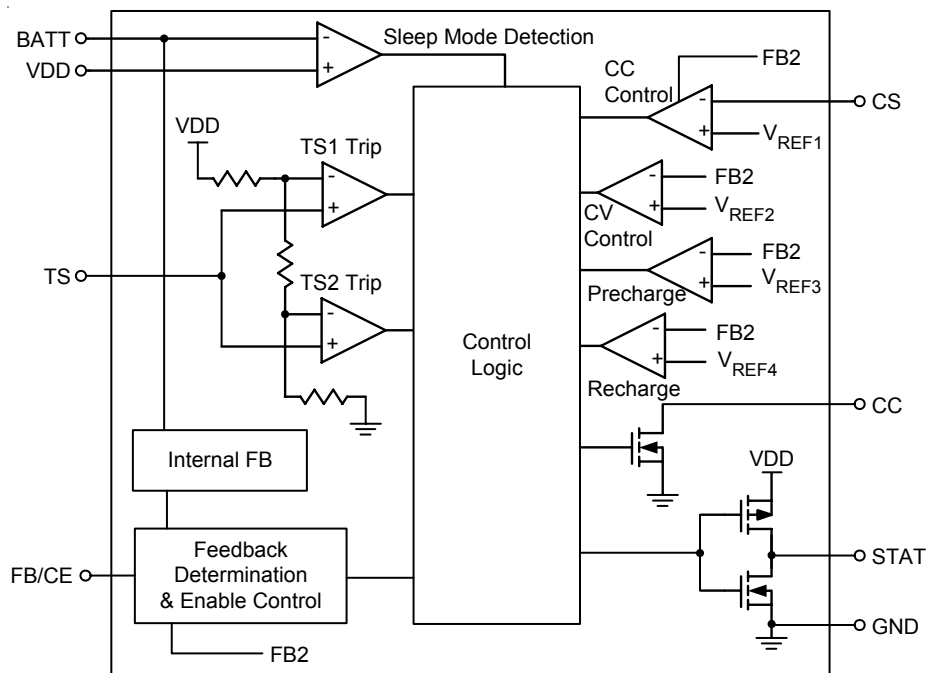 BATT
VDD
Sleep Mode Detection
-
+
CC
Control
FB2
-
CS
+
VREF1
VDD
TS1 Trip
-
+
-
FB2
+
VREF2
CV
Control
TS
TS2 Trip
-
+
-
FB2
+
VREF3
Precharge
Control
Logic
-
FB2
+
VREF4
Recharge
CC
Internal FB
VDD
FB/CE
Feedback
Determination
& Enable Control
STAT
FB2
GND